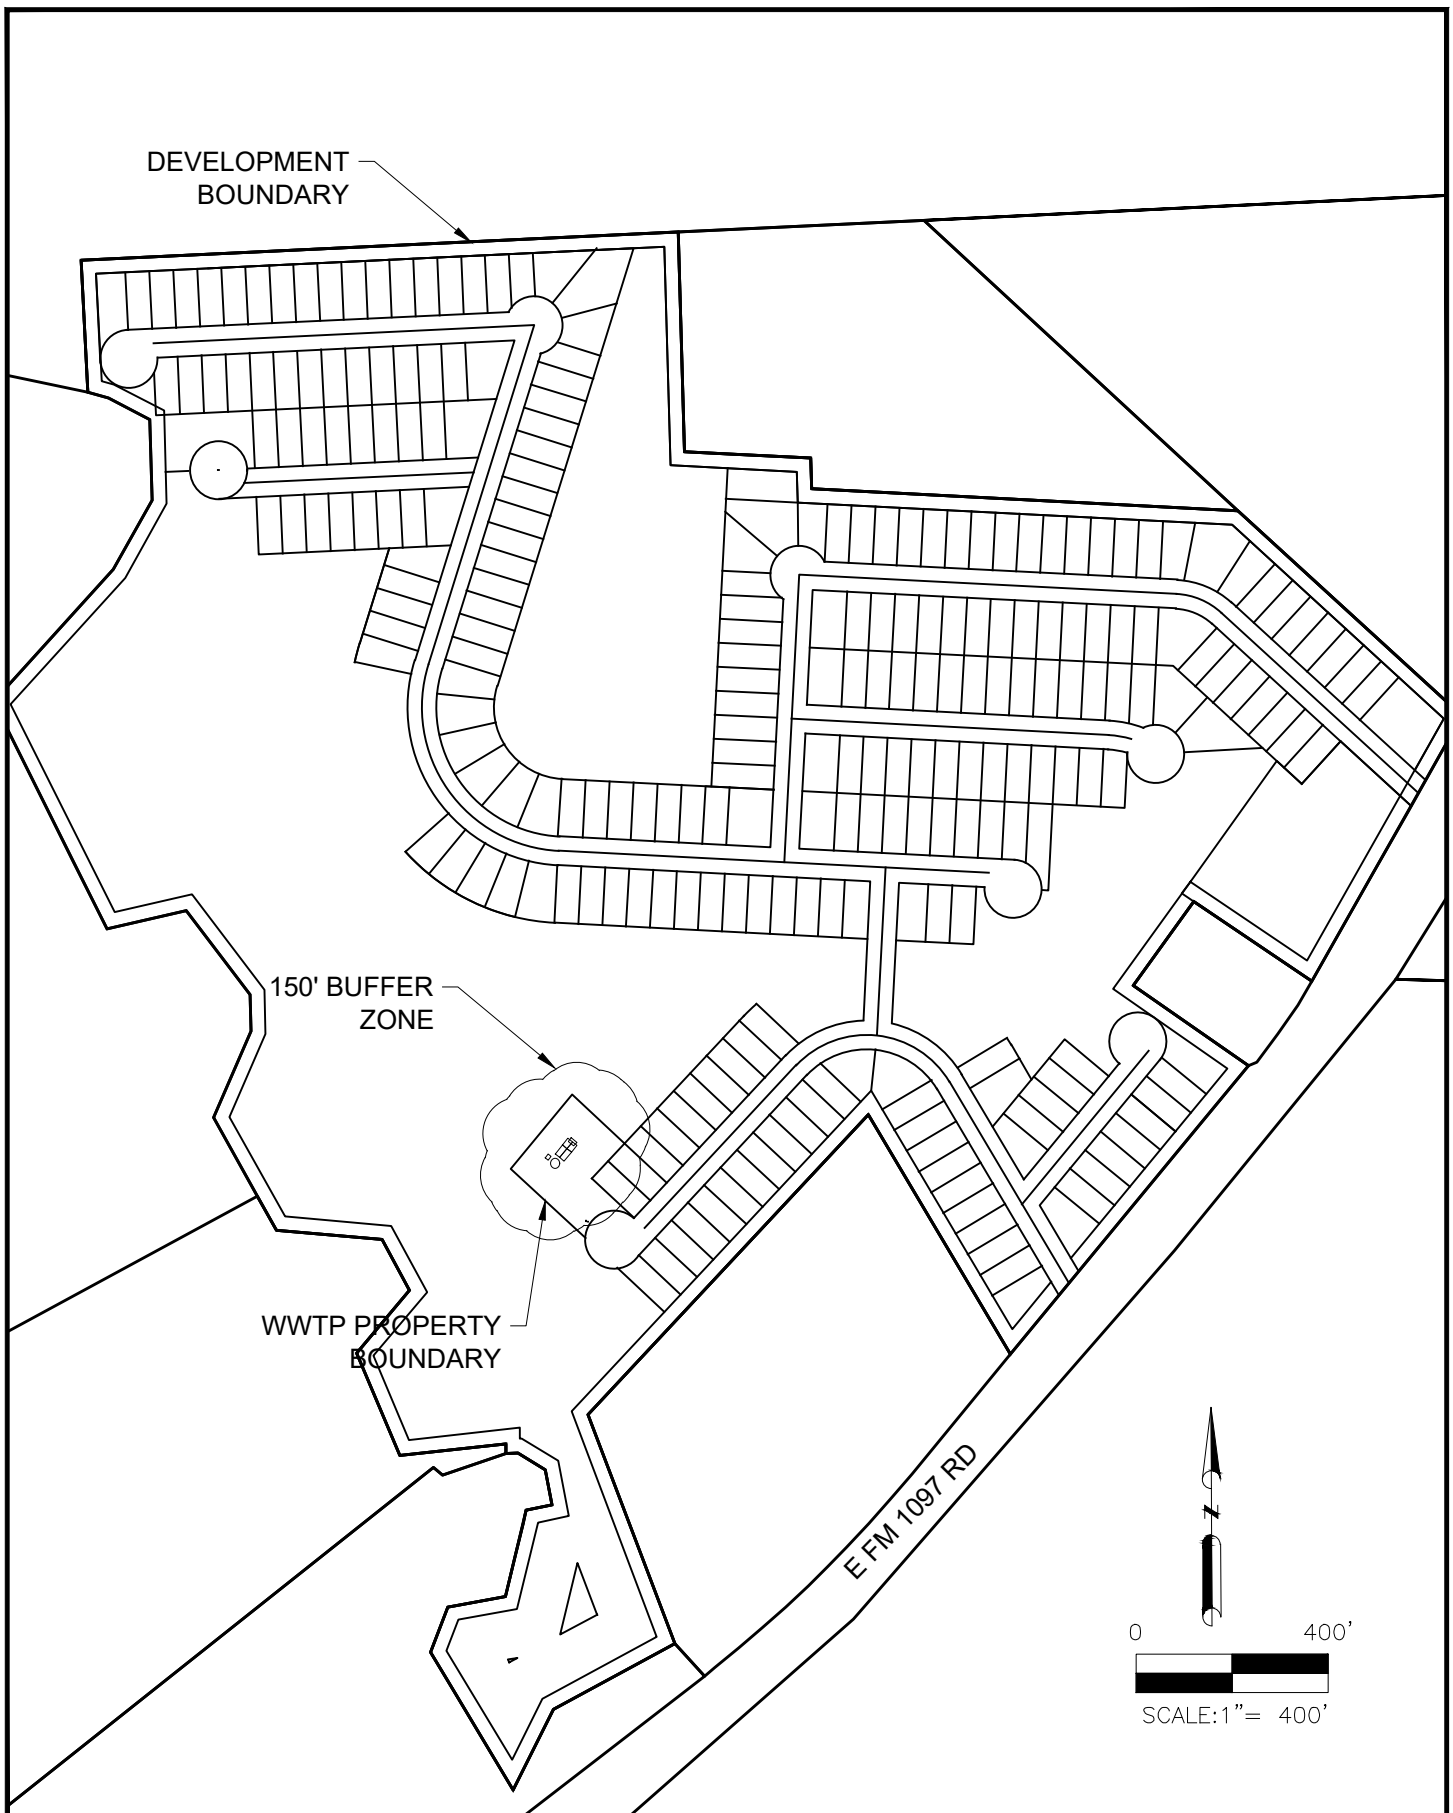 DEVELOPMENT
BOUNDARY
150' BUFFER
ZONE
WWTP PROPERTY
BOUNDARY
E FM 1097 RD
N
0 400'
SCALE:1"= 400'